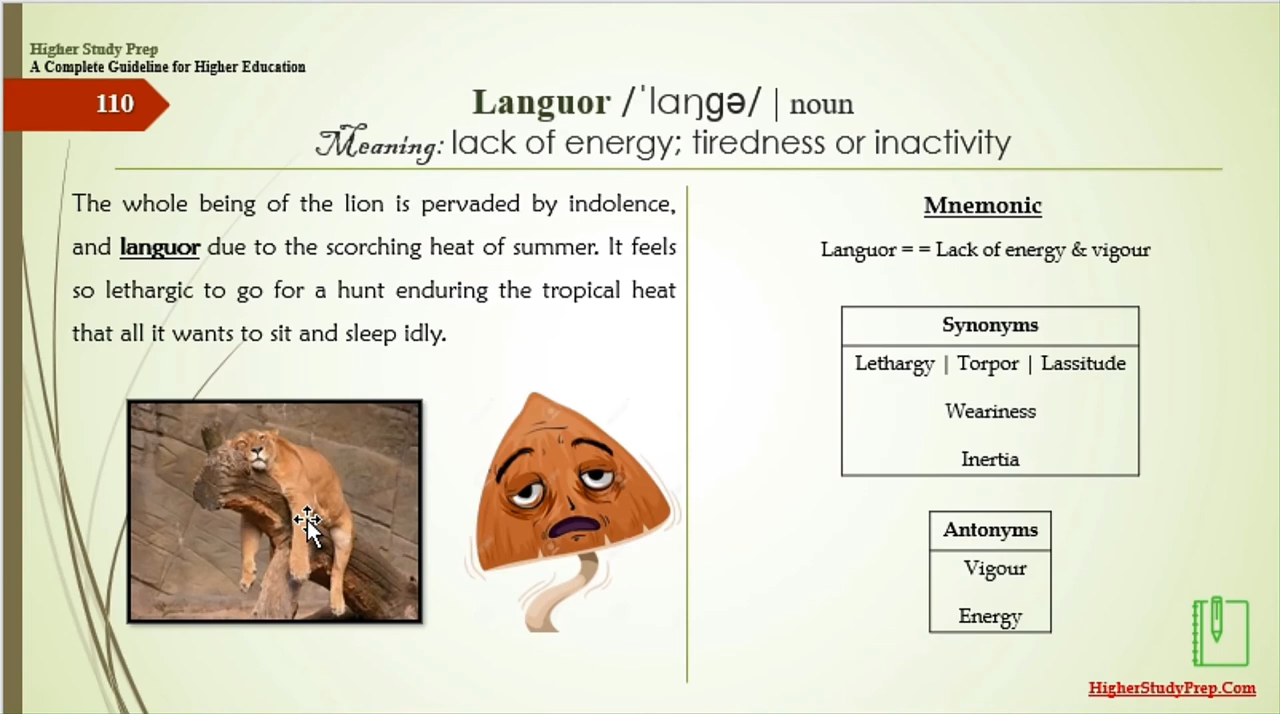 Higher Study Prep
A Complete Guideline for Higher Education
110
Languor /ˈlaŋɡə/ | noun
Meaning: lack of energy; tiredness or inactivity
The whole being of the lion is pervaded by indolence,
and languor due to the scorching heat of summer. It feels
so lethargic to go for a hunt enduring the tropical heat
that all it wants to sit and sleep idly.
Mnemonic
Languor = = Lack of energy & vigour
Synonyms
Lethargy | Torpor | Lassitude
Weariness
Inertia
Antonyms
Vigour
Energy
HigherStudyPrep.Com